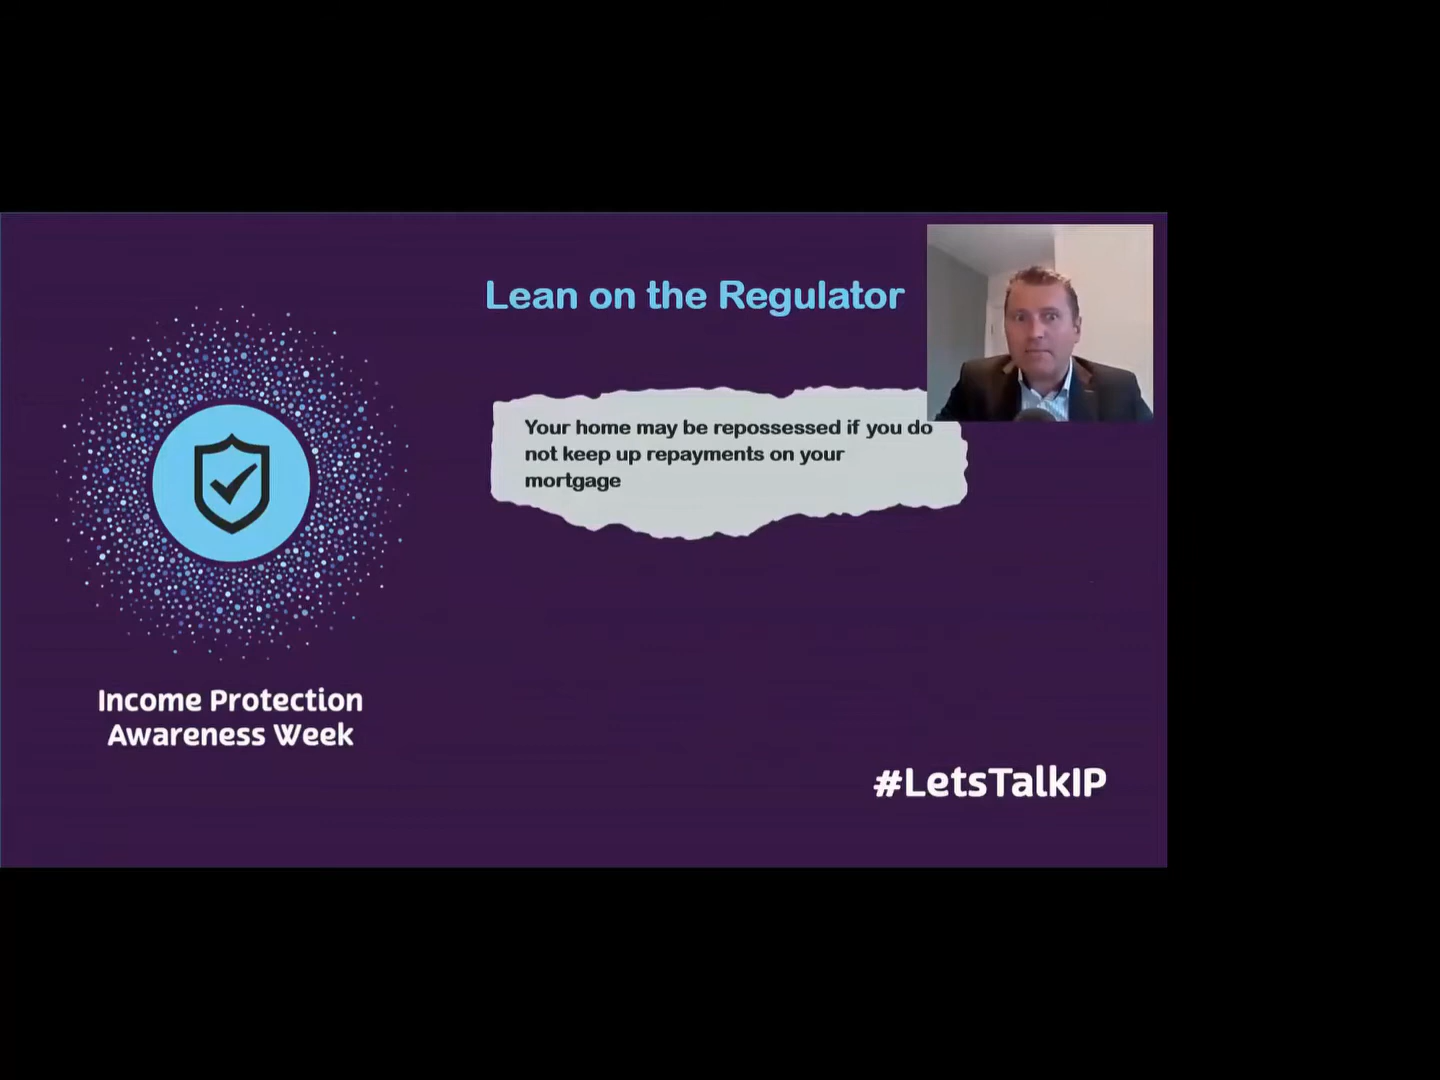 Lean on the Regulator
Your home may be repossessed if you do
not keep up repayments on your
mortgage
Income Protection
Awareness Week
#LetsTalkIP